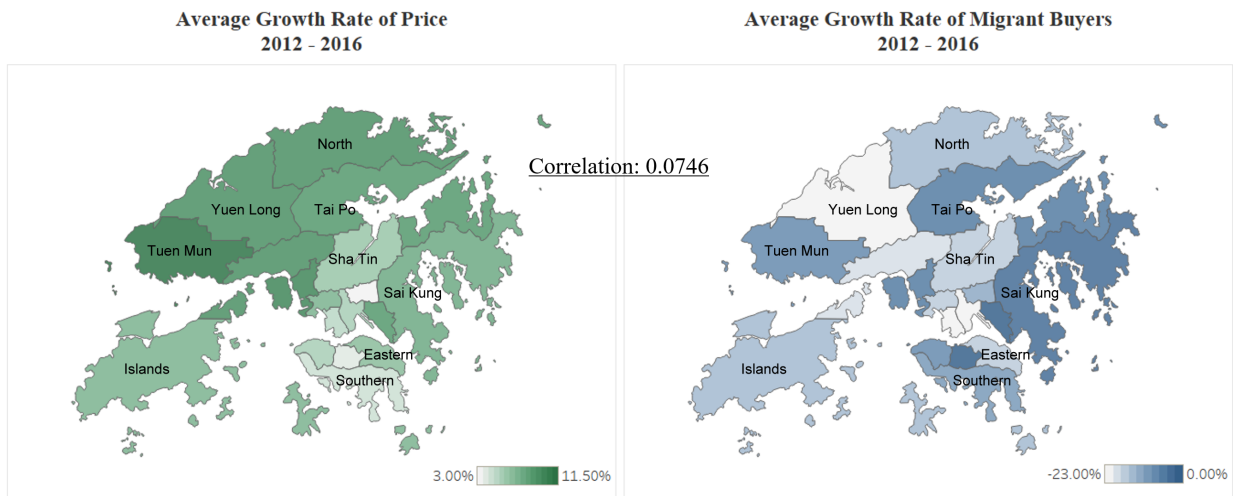 Average Growth Rate of Price
2012 - 2016
Average Growth Rate of Migrant Buyers
2012 - 2016
Correlation: 0.0746
North
Yuen Long
Tai Po
Tuen Mun
Sha Tin
Sai Kung
Eastern
Islands
Southern
3.00%
11.50%
North
Yuen Long
Tai Po
Tuen Mun
Sha Tin
Sai Kung
Eastern
Islands
Southern
-23.00%
0.00%